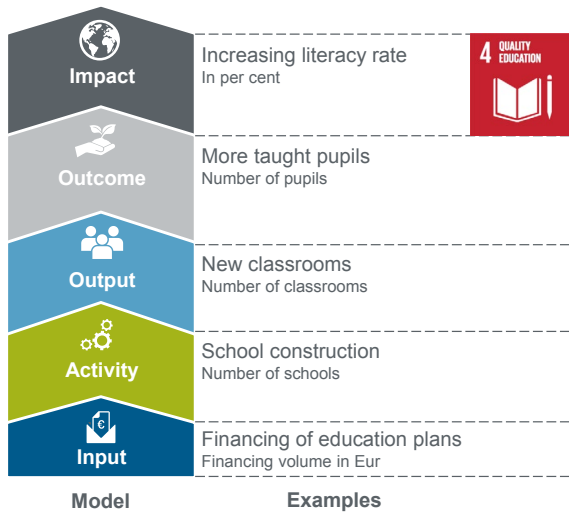 Impact
Increasing literacy rate
In per cent
4 QUALITY
EDUCATION
Outcome
More taught pupils
Number of pupils
Output
New classrooms
Number of classrooms
Activity
School construction
Number of schools
€
Input
Financing of education plans
Financing volume in Eur
Model
Examples